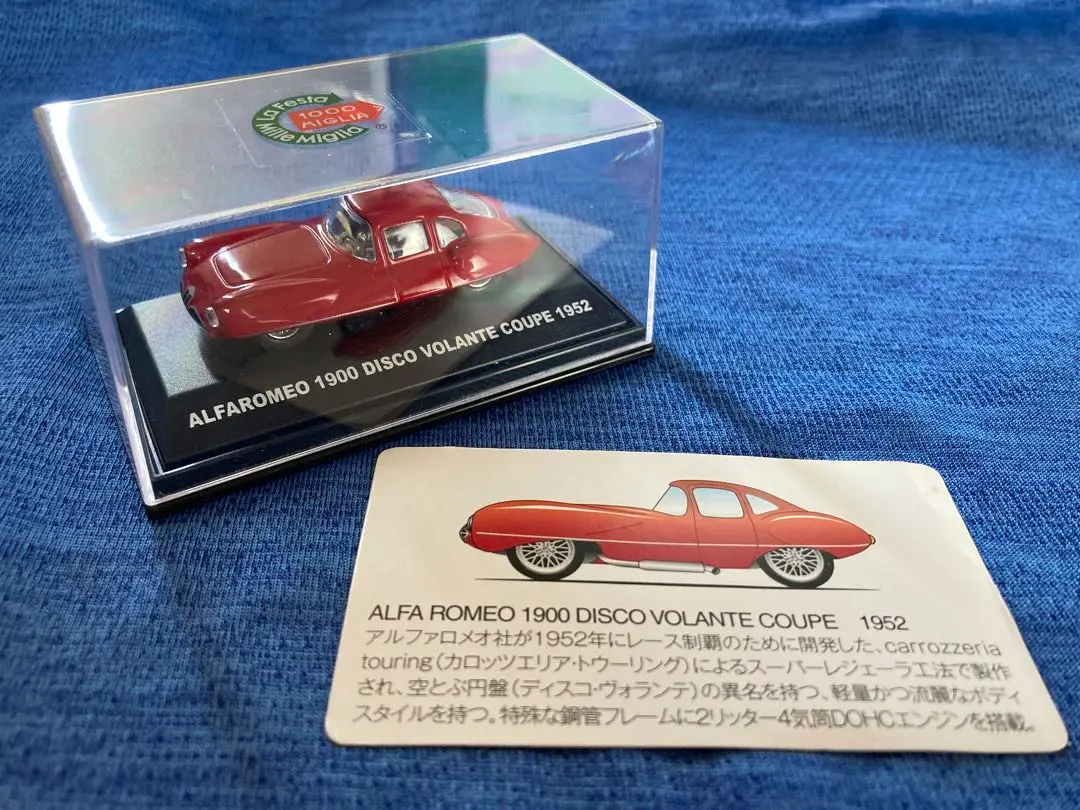 La Festa
1000
MIGLIA
Mille Miglia
®
ALFAROMEO 1900 DISCO VOLANTE COUPE 1952
ALFA ROMEO 1900 DISCO VOLANTE COUPE 1952
アルファロメオ社が1952年にレース制覇のために開発した、carrozzeria
touring(カロッツエリア・トウーリング)によるスーパーレジェーラ工法で製作
され、空とぶ円盤(ディスコ・ヴォランテ)の異名を持つ、軽量かつ流麗なボディ
スタイルを持つ。特殊な鋼管フレームに2リッター4気筒DOHCエンジンを搭載。